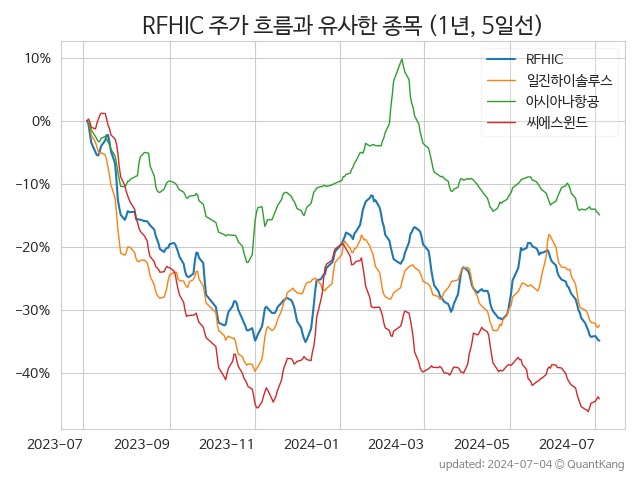 RFHIC 주가 흐름과 유사한 종목 (1년, 5일선)
RFHIC
일진하이솔루스
아시아나항공
씨에스윈드
10%
0%
−10%
−20%
−30%
−40%
2023-07 2023-09 2023-11 2024-01 2024-03 2024-05 2024-07
updated: 2024-07-04 © QuantKang